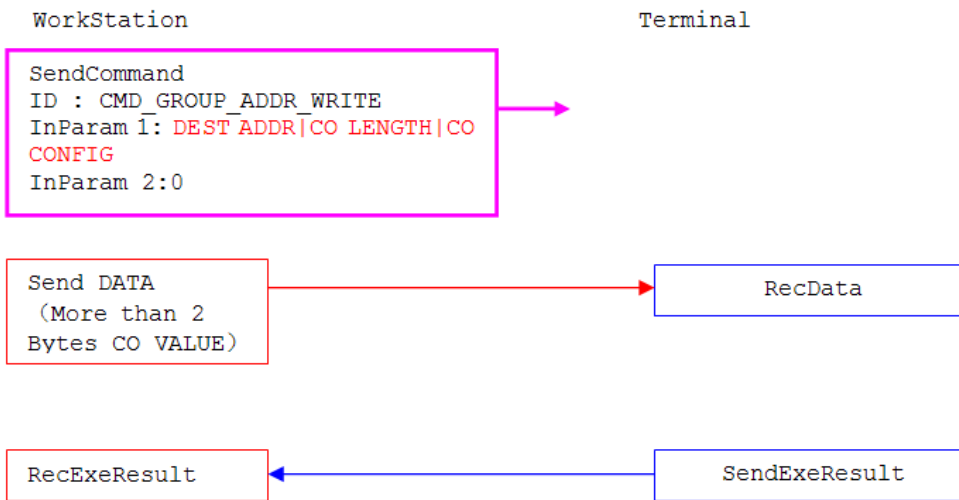 WorkStation
Terminal
SendCommand
ID : CMD_GROUP_ADDR_WRITE
InParam 1: DEST ADDR|CO LENGTH|CO
CONFIG
InParam 2:0
Send DATA
（More than 2
Bytes CO VALUE）
RecData
RecExeResult
SendExeResult